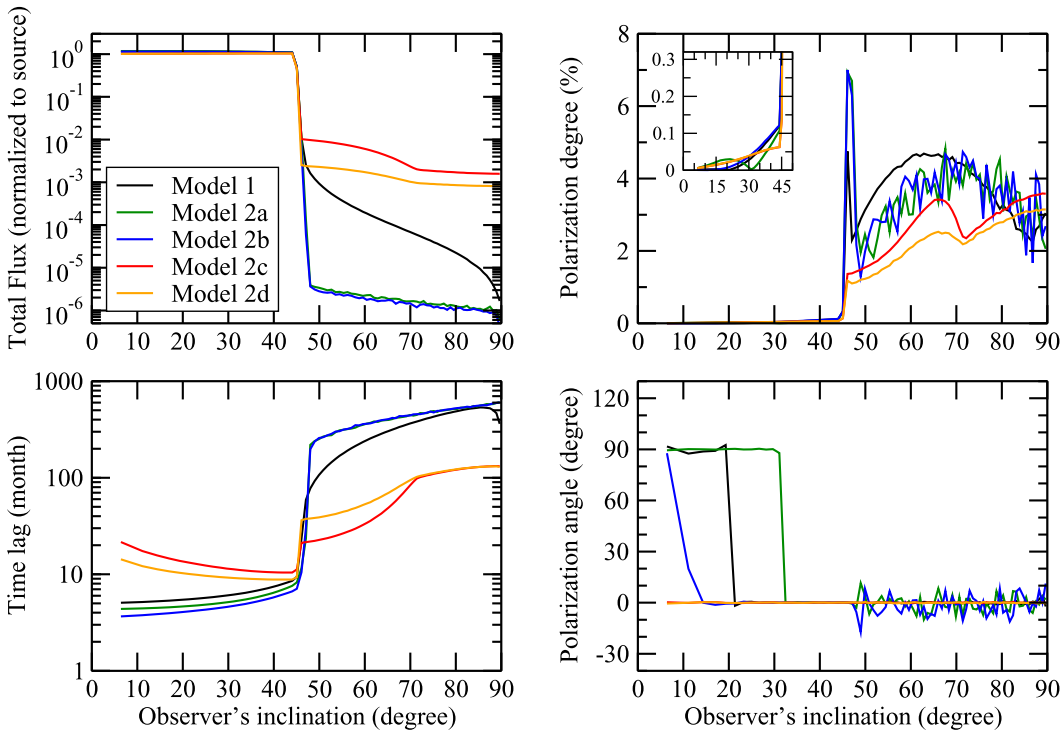 Total Flux (normalized to source)
10^0
10^-1
10^-2
10^-3
10^-4
10^-5
10^-6
Model 1
Model 2a
Model 2b
Model 2c
Model 2d
0 10 20 30 40 50 60 70 80 90
Polarization degree (%)
8
6
4
2
0
0.3
0.2
0.1
0
0 15 30 45
0 10 20 30 40 50 60 70 80 90
Time lag (month)
1000
100
10
1
0 10 20 30 40 50 60 70 80 90
Observer's inclination (degree)
Polarization angle (degree)
120
90
60
30
0
-30
0 10 20 30 40 50 60 70 80 90
Observer's inclination (degree)